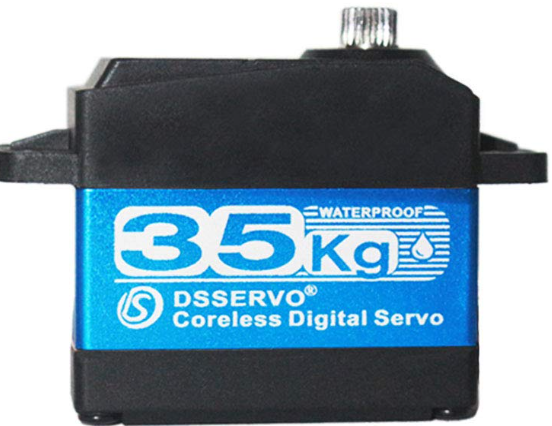 WATERPROOF
35Kg
DSSERVO®
Coreless Digital Servo